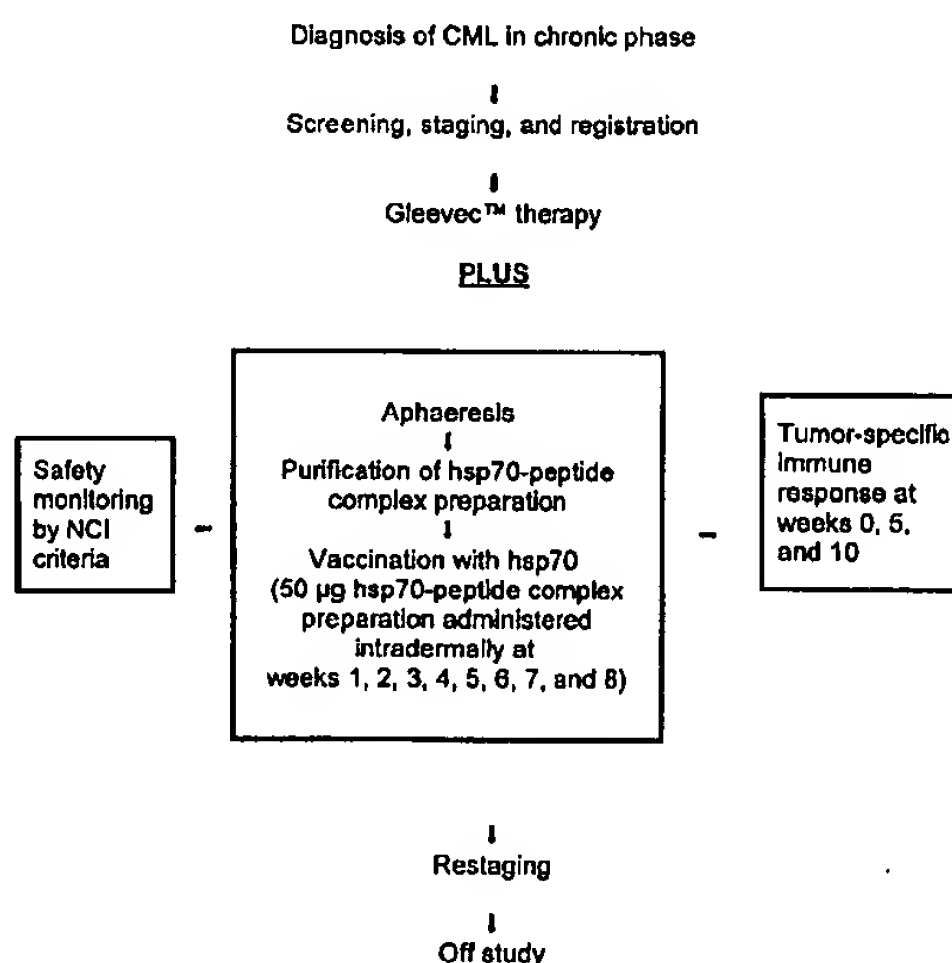 Diagnosis of CML in chronic phase
Screening, staging, and registration
Gleevec™ therapy
PLUS
Safety
monitoring
by NCI
criteria
Aphaeresis
Purification of hsp70-peptide
complex preparation
Vaccination with hsp70
(50 µg hsp70-peptide complex
preparation administered
intradermally at
weeks 1, 2, 3, 4, 5, 6, 7, and 8)
Tumor-specific
immune
response at
weeks 0, 5,
and 10
Restaging
Off study